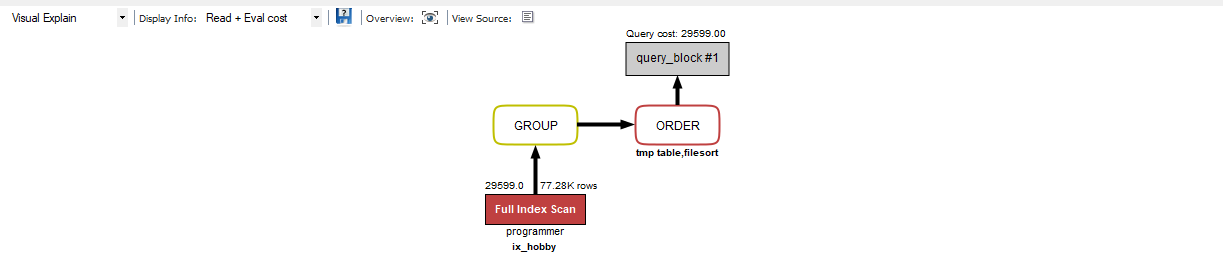 Visual Explain Display Info: Read + Eval cost Overview: View Source:
Query cost: 29599.00
query_block #1
GROUP
ORDER
tmp table,filesort
29599.0 77.28K rows
Full Index Scan
programmer
ix_hobby